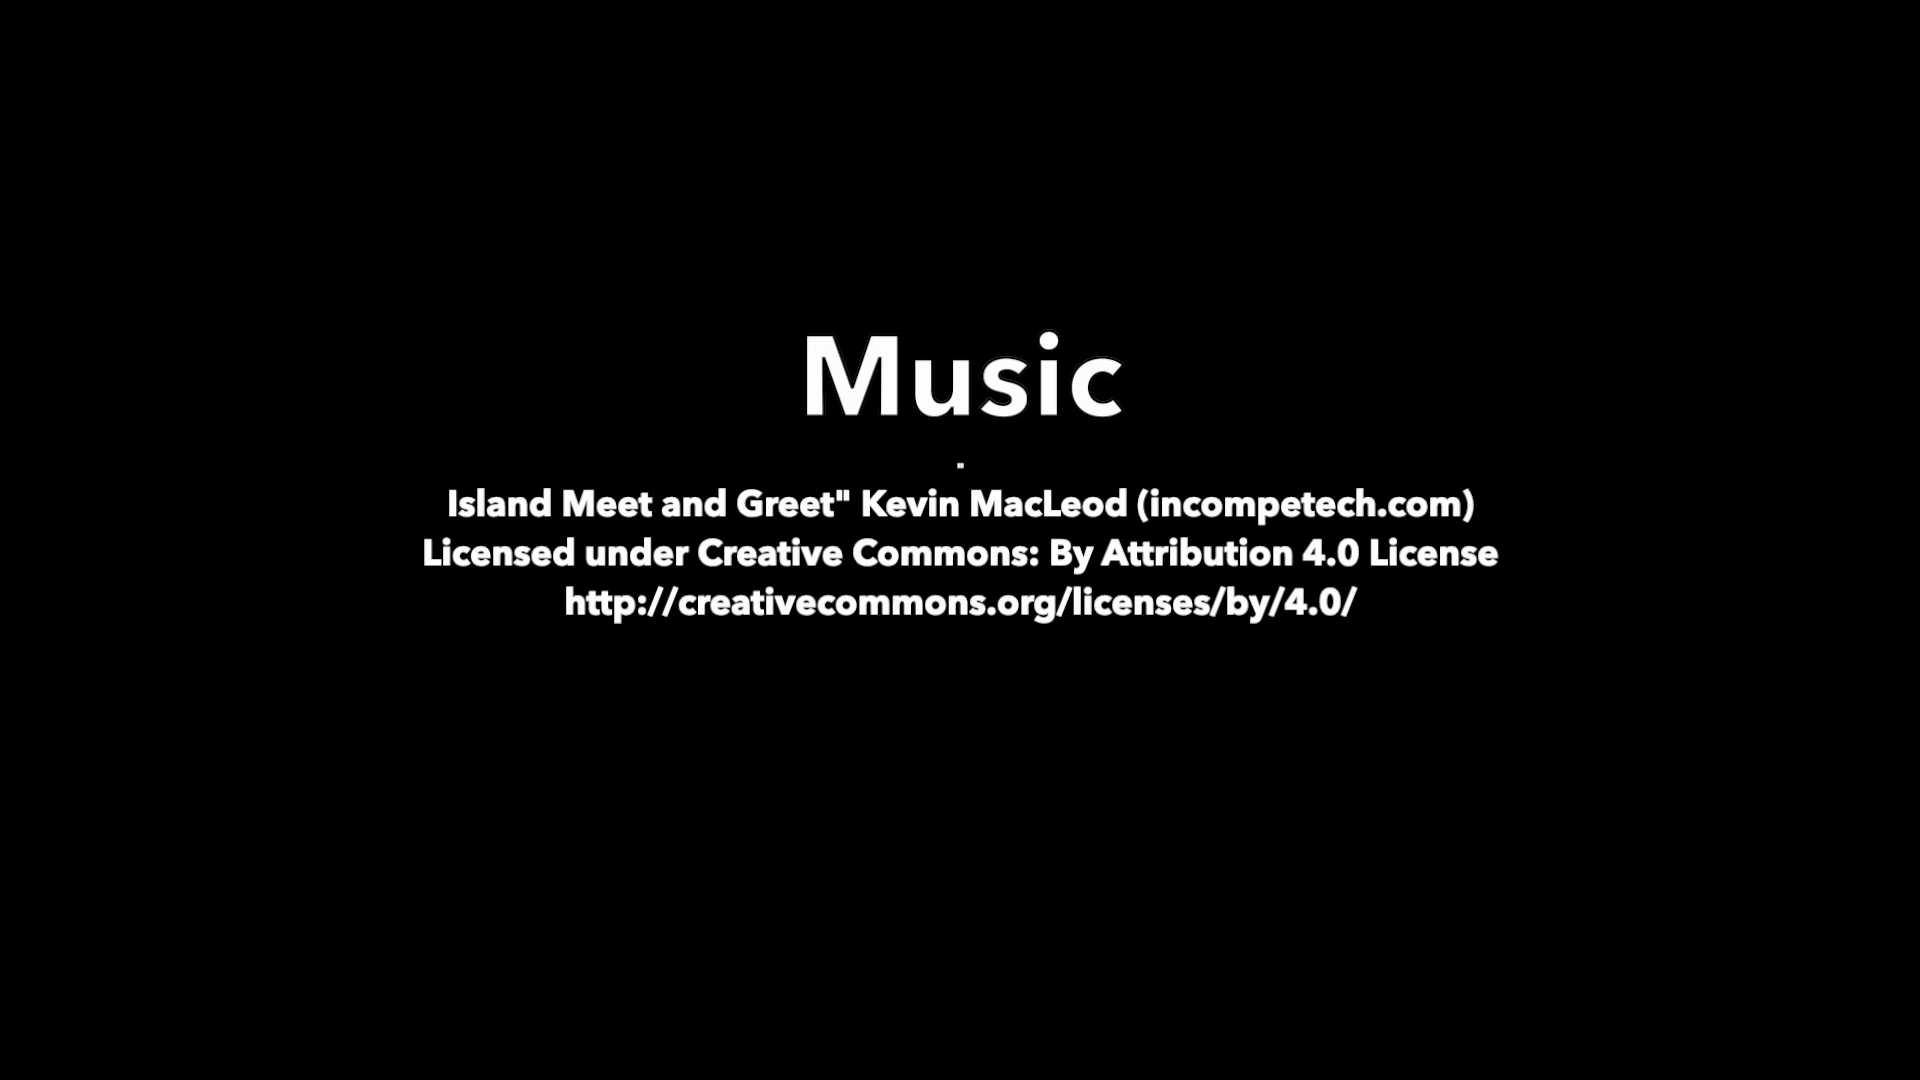 Music
"
Island Meet and Greet" Kevin MacLeod (incompetech.com)
Licensed under Creative Commons: By Attribution 4.0 License
http://creativecommons.org/licenses/by/4.0/